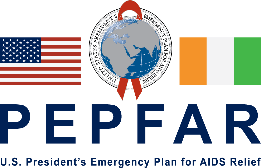 PEPFAR
U.S. President's Emergency Plan for AIDS Relief